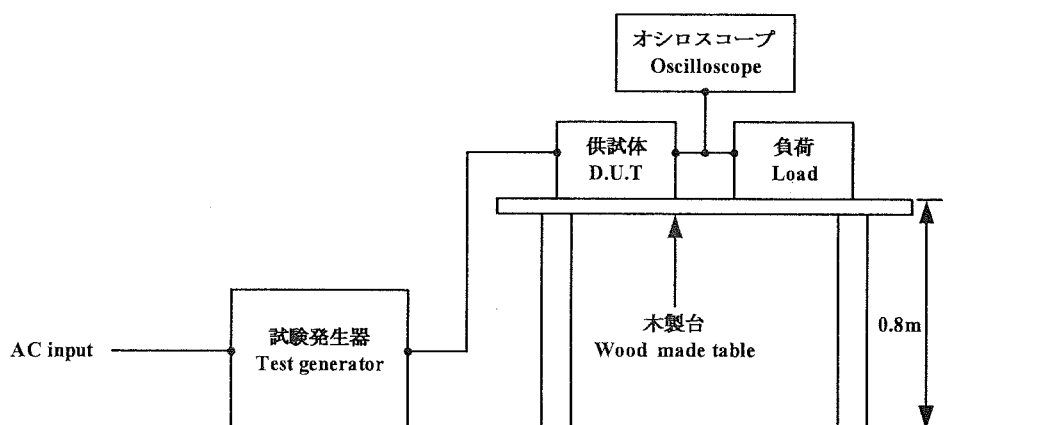 オシロスコープ
Oscilloscope
供試体
D.U.T
負荷
Load
試験発生器
Test generator
AC input
木製台
Wood made table
0.8m